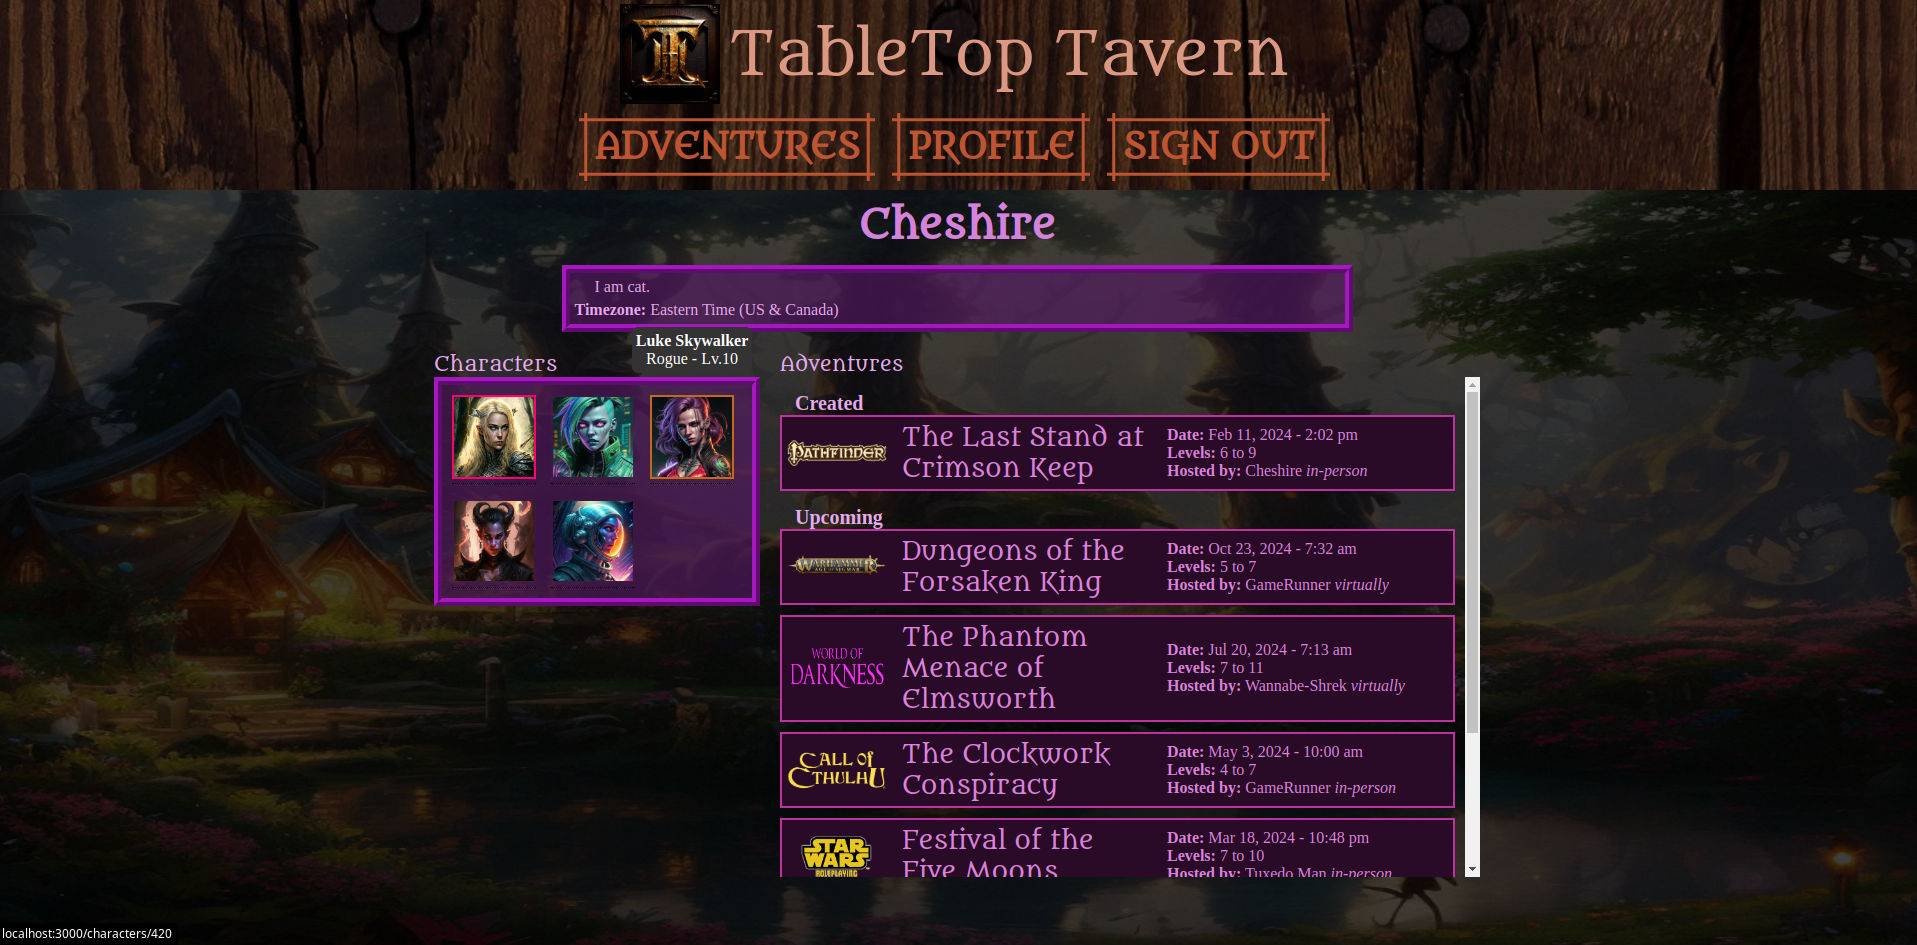 TableTop Tavern
ADVENTURES PROFILE SIGN OUT
Cheshire
I am cat.
Timezone: Eastern Time (US & Canada)
Luke Skywalker
Rogue - Lv.10
Characters
Adventures
Created
PATHFINDER
The Last Stand at
Crimson Keep
Date: Feb 11, 2024 - 2:02 pm
Levels: 6 to 9
Hosted by: Cheshire in-person
Upcoming
WARHAMMER
AGE OF SIGMAR
Dungeons of the
Forsaken King
Date: Oct 23, 2024 - 7:32 am
Levels: 5 to 7
Hosted by: GameRunner virtually
WORLD OF
DARKNESS
The Phantom
Menace of
Elmsworth
Date: Jul 20, 2024 - 7:13 am
Levels: 7 to 11
Hosted by: Wannabe-Shrek virtually
CALL of
CTHULHU
The Clockwork
Conspiracy
Date: May 3, 2024 - 10:00 am
Levels: 4 to 7
Hosted by: GameRunner in-person
STAR
WARS
ROLEPLAYING
Festival of the
Five Moons
Date: Mar 18, 2024 - 10:48 pm
Levels: 7 to 10
Hosted by: Tuxedo Man in-person
localhost:3000/characters/420